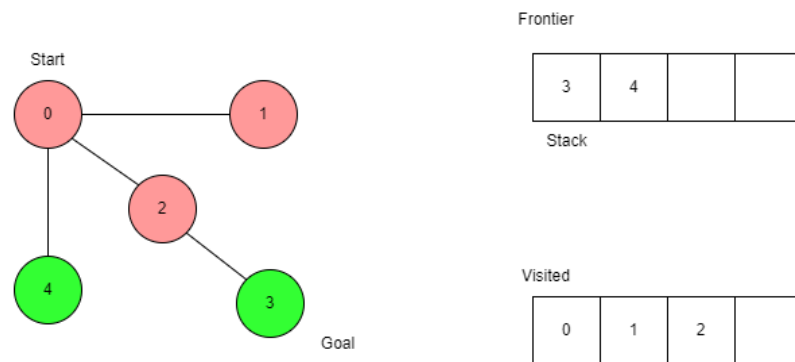 Frontier
Start
3 4
0 1
Stack
2
Visited
4
3
0 1 2
Goal